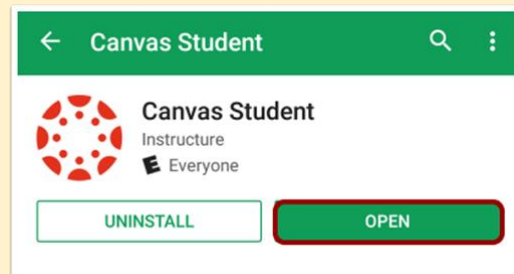 Canvas Student
Canvas Student
Instructure
E Everyone
UNINSTALL OPEN